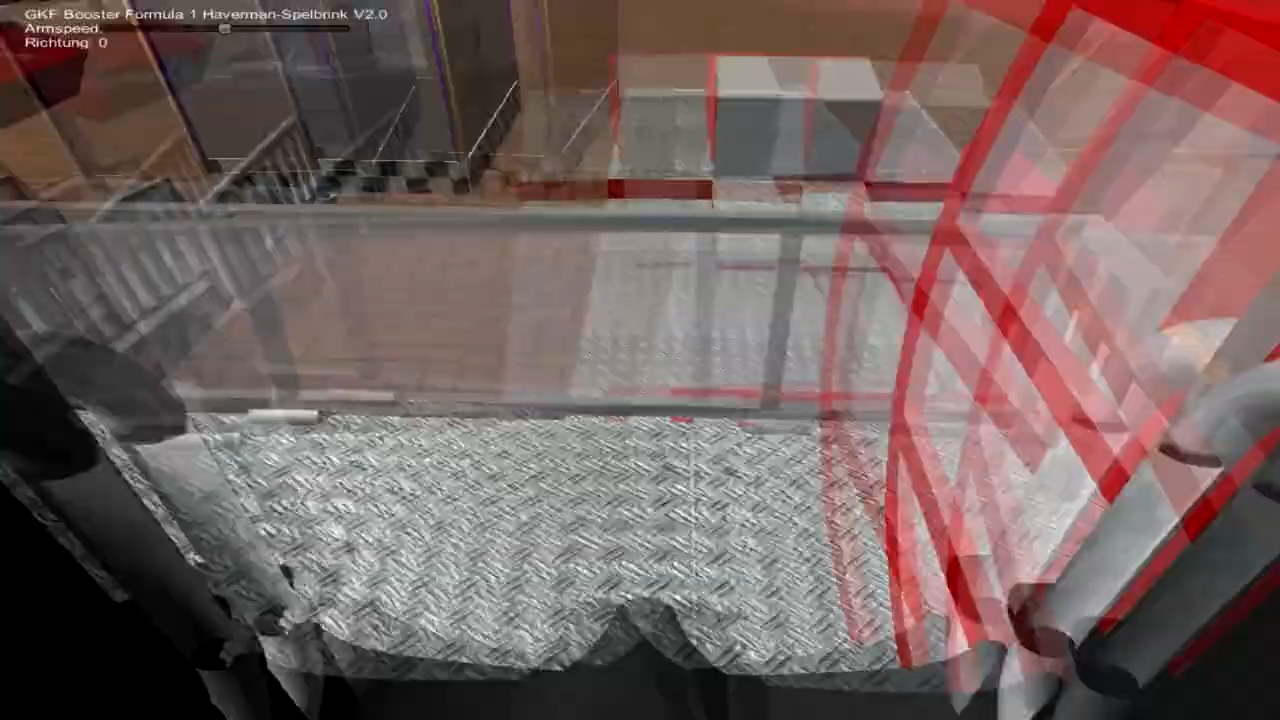 GKF Booster Formula 1 Haverman-Spelbrink V2.0
Armspeed.
Richtung 0